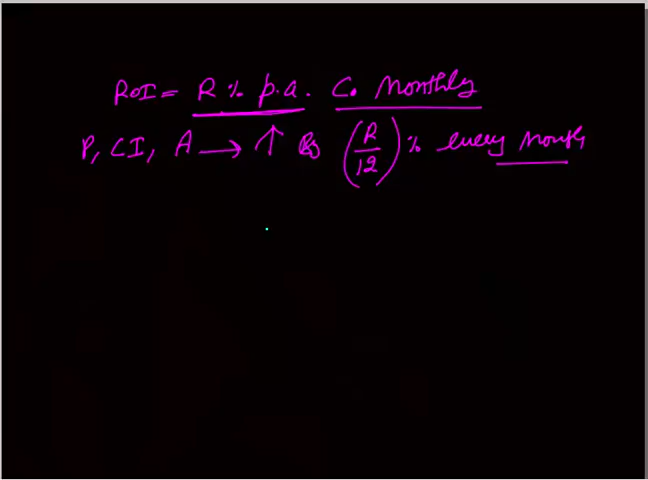 ROI = R % p.a. C. Monthly
P, CI, A → ↑ By (R/12) % every month